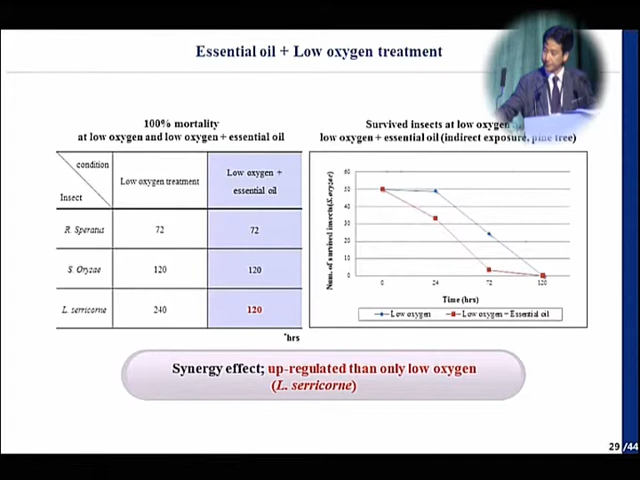 Essential oil + Low oxygen treatment
100% mortality
at low oxygen and low oxygen + essential oil
condition
Insect
Low oxygen treatment
Low oxygen +
essential oil
R. Speratus
72
72
S. Oryzae
120
120
L. serricorne
240
120
*hrs
Survived insects at low oxygen
low oxygen + essential oil (indirect exposure, pine tree)
Num. of survived insects(S. oryzae)
60
50
40
30
20
10
0
0
24
72
120
Time (hrs)
Low oxygen
Low oxygen + Essential oil
Synergy effect; up-regulated than only low oxygen
(L. serricorne)
29 /44